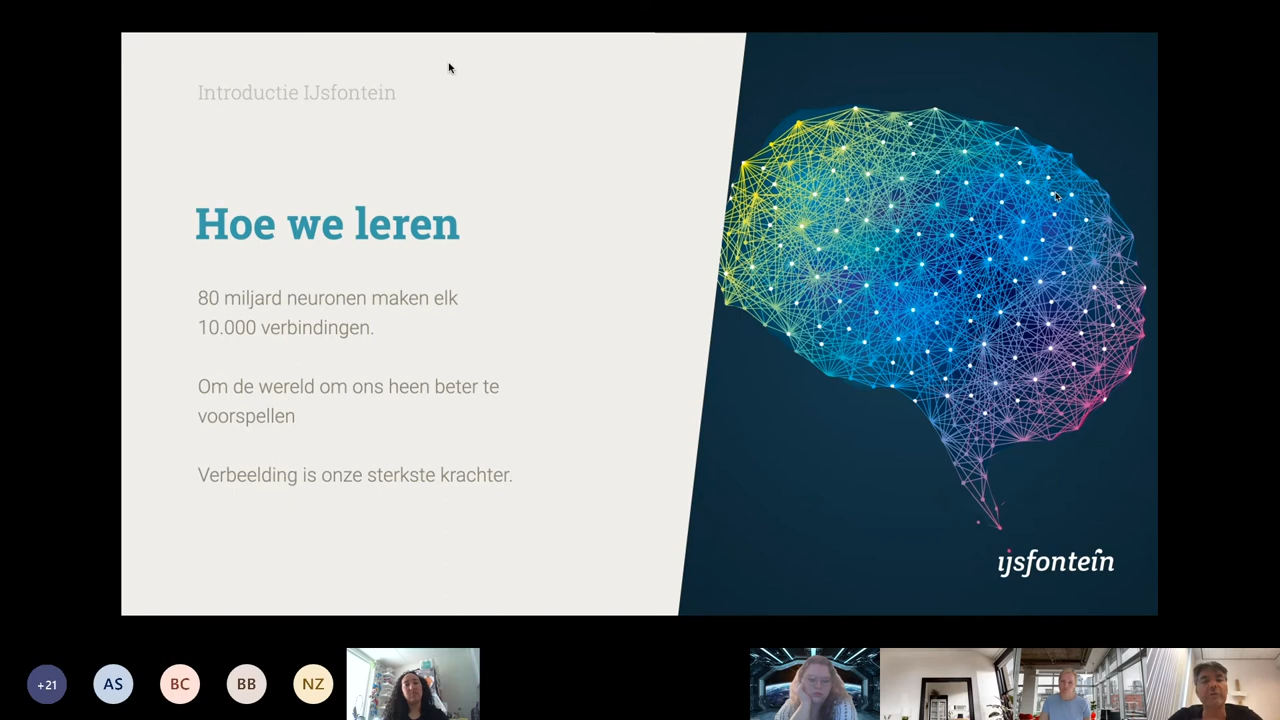 Introductie IJsfontein
Hoe we leren
80 miljard neuronen maken elk
10.000 verbindingen.
Om de wereld om ons heen beter te
voorspellen
Verbeelding is onze sterkste krachter.
ijsfontein
+21
AS
BC
BB
NZ